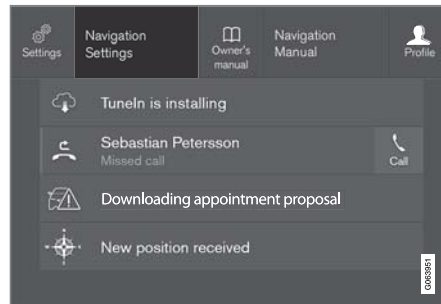 Settings
Navigation
Settings
Owner's
manual
Navigation
Manual
Profile
TuneIn is installing
Sebastian Petersson
Missed call
Call
Downloading appointment proposal
New position received
G063951